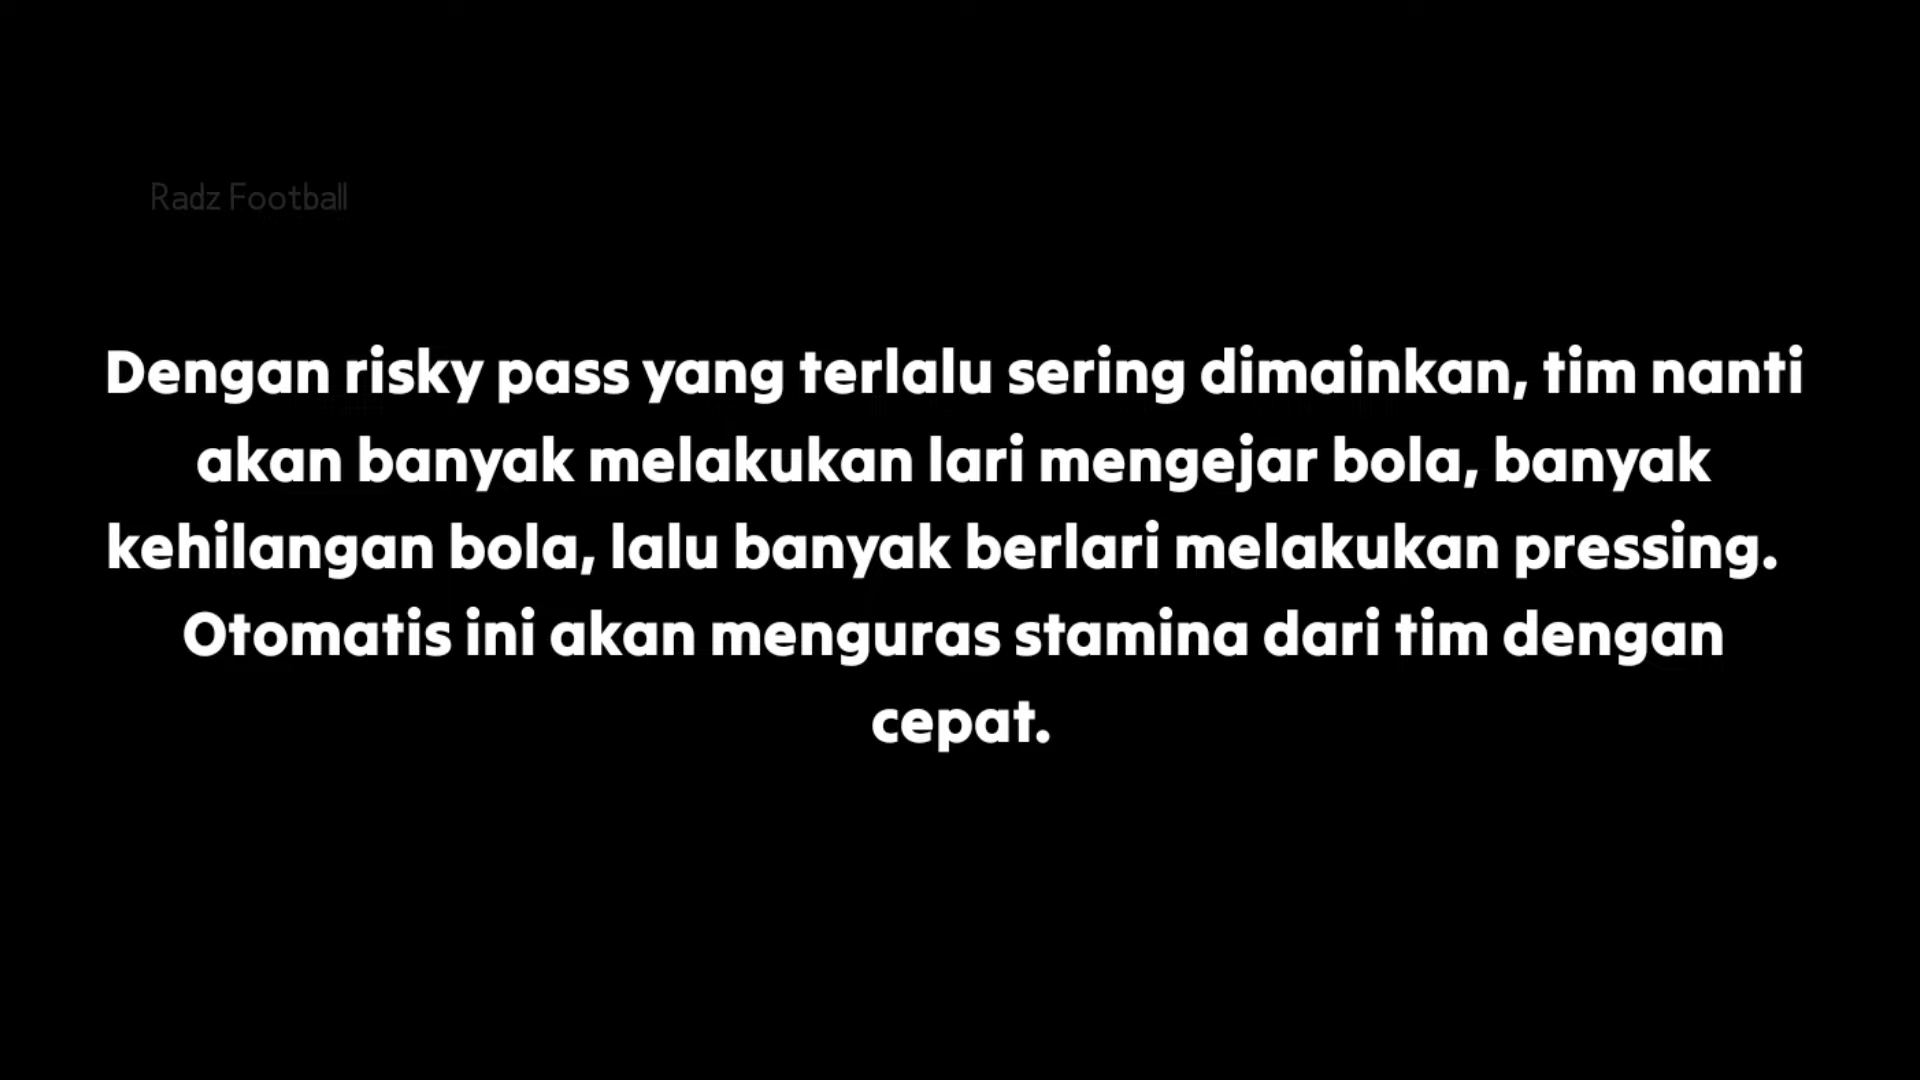 Radz Football
Dengan risky pass yang terlalu sering dimainkan, tim nanti
akan banyak melakukan lari mengejar bola, banyak
kehilangan bola, lalu banyak berlari melakukan pressing.
Otomatis ini akan menguras stamina dari tim dengan
cepat.